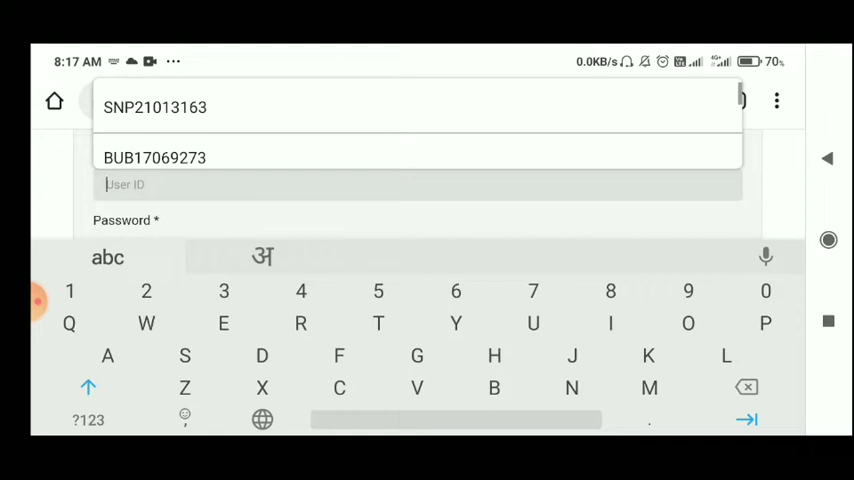 8:17 AM ... 0.0KB/s 4G+ 70%
SNP21013163
BUB17069273
User ID
Password *
abc अ
1 2 3 4 5 6 7 8 9 0
Q W E R T Y U I O P
A S D F G H J K L
Z X C V B N M
?123 , .